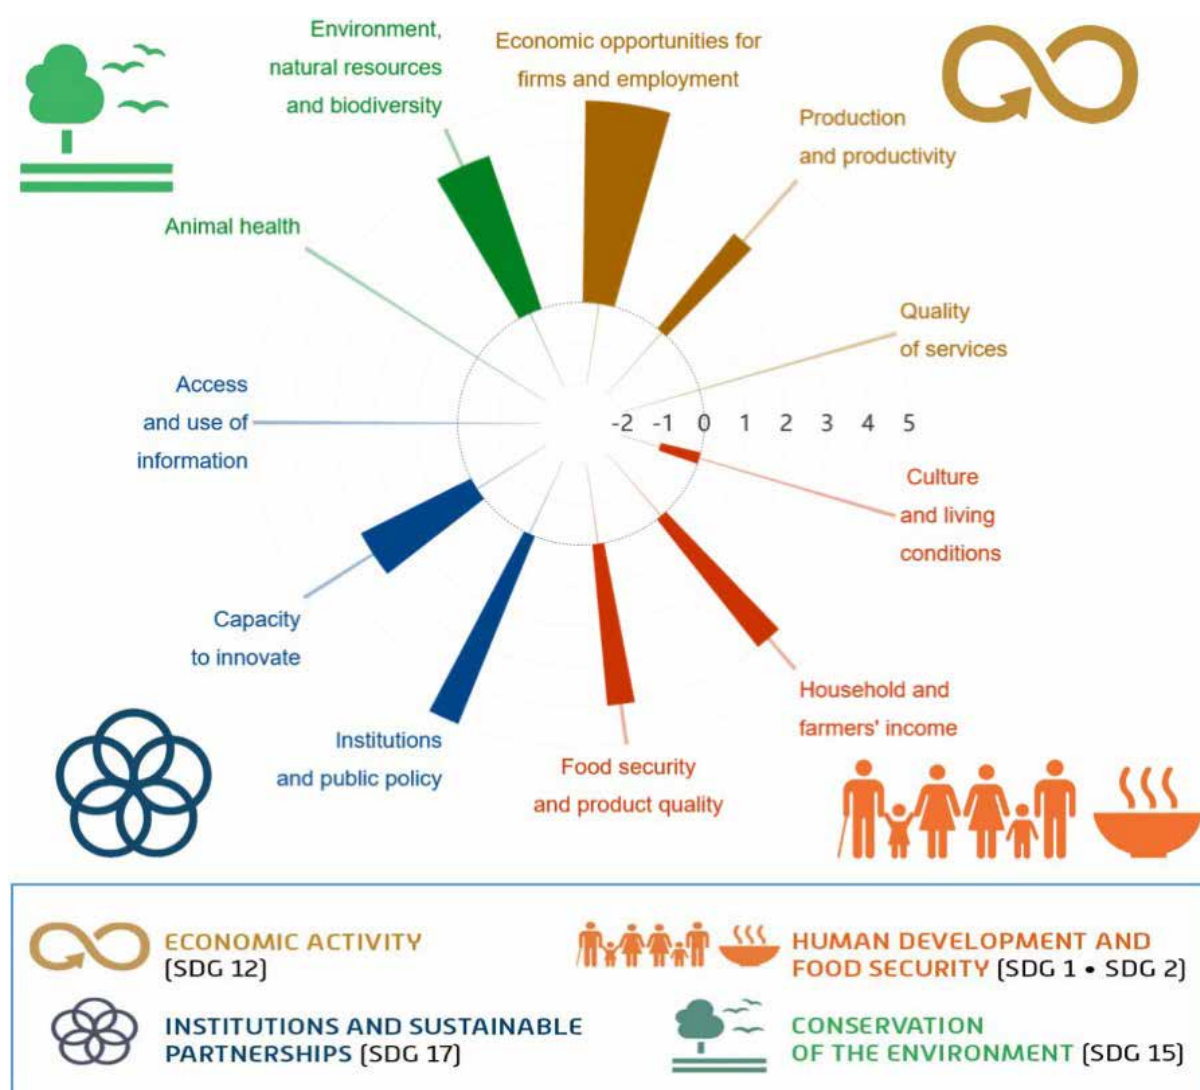 Environment,
natural resources
and biodiversity
Economic opportunities for
firms and employment
Production
and productivity
Animal health
Quality
of services
Access
and use of
information
-2 -1 0 1 2 3 4 5
Culture
and living
conditions
Capacity
to innovate
Household and
farmers' income
Institutions
and public policy
Food security
and product quality
ECONOMIC ACTIVITY
(SDG 12)
HUMAN DEVELOPMENT AND
FOOD SECURITY (SDG 1 • SDG 2)
INSTITUTIONS AND SUSTAINABLE
PARTNERSHIPS (SDG 17)
CONSERVATION
OF THE ENVIRONMENT (SDG 15)